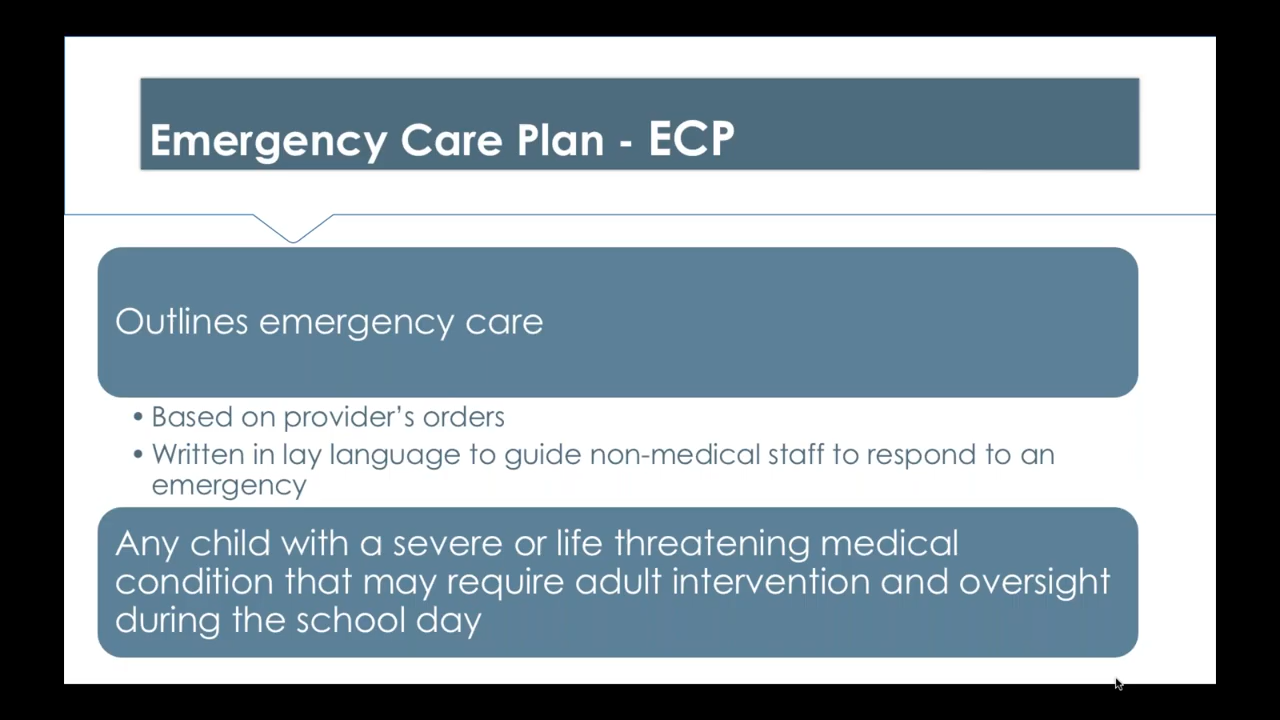 Emergency Care Plan - ECP
Outlines emergency care
• Based on provider’s orders
• Written in lay language to guide non-medical staff to respond to an
emergency
Any child with a severe or life threatening medical
condition that may require adult intervention and oversight
during the school day